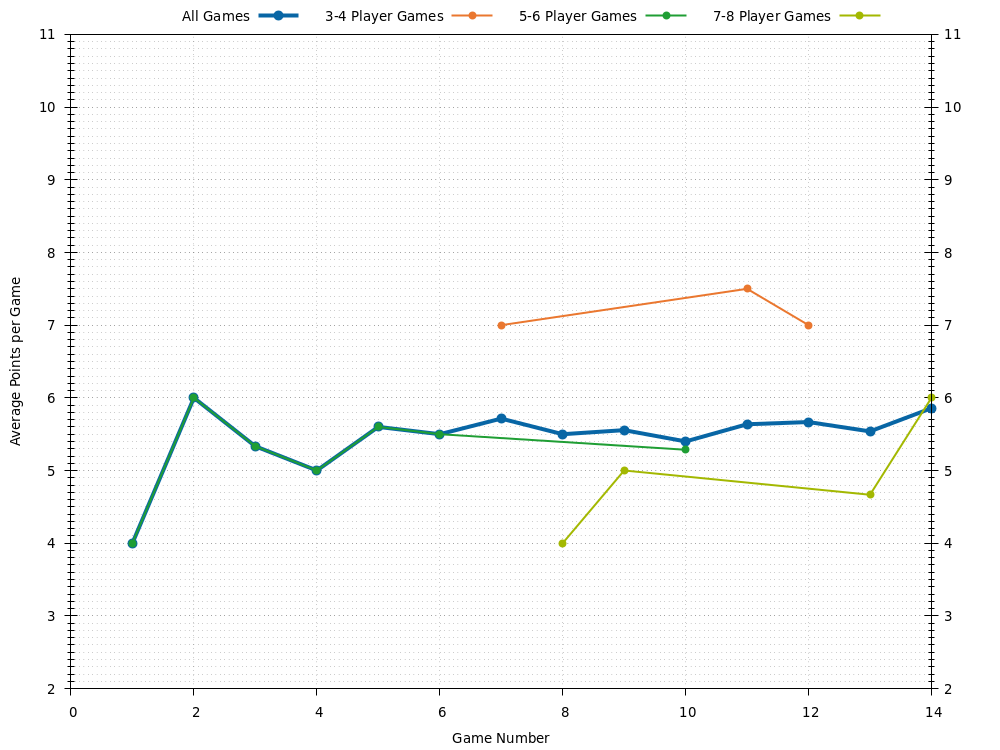 All Games 3-4 Player Games 5-6 Player Games 7-8 Player Games
11 11
10 10
9 9
8 8
7 7
6 6
5 5
4 4
3 3
2 2
Average Points per Game
0 2 4 6 8 10 12 14
Game Number